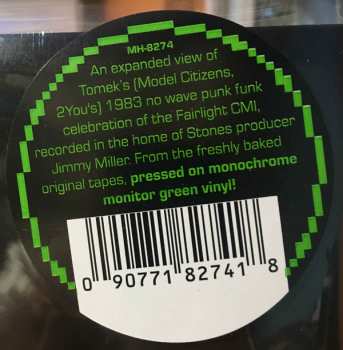 MH-8274
An expanded view of
Tomek's (Model Citizens,
2You's) 1983 no wave punk funk
celebration of the Fairlight CMI,
recorded in the home of Stones producer
Jimmy Miller. From the freshly baked
original tapes, pressed on monochrome
monitor green vinyl!
0 90771 82741 8